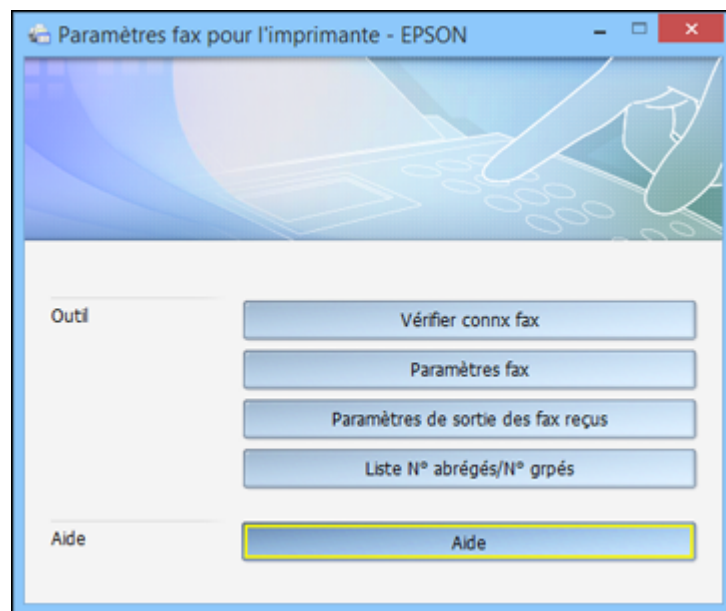 Paramètres fax pour l'imprimante - EPSON
Outil
Vérifier connx fax
Paramètres fax
Paramètres de sortie des fax reçus
Liste N° abrégés/N° grpés
Aide
Aide